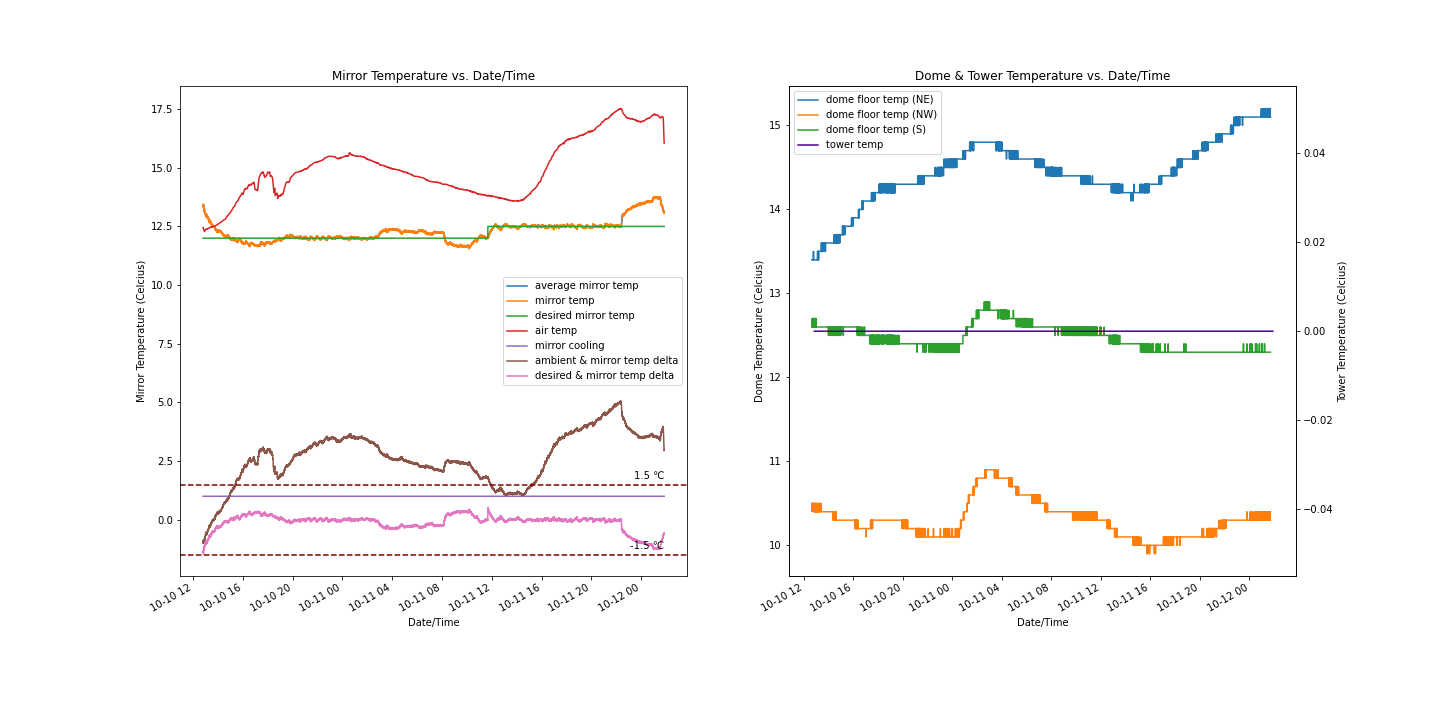 Mirror Temperature vs. Date/Time
17.5
15.0
12.5
10.0
7.5
5.0
2.5
0.0
Mirror Temperature (Celcius)
average mirror temp
mirror temp
desired mirror temp
air temp
mirror cooling
ambient & mirror temp delta
desired & mirror temp delta
1.5 °C
-1.5 °C
10-10 12
10-10 16
10-10 20
10-11 00
10-11 04
10-11 08
10-11 12
10-11 16
10-11 20
10-12 00
Date/Time
Dome & Tower Temperature vs. Date/Time
dome floor temp (NE)
dome floor temp (NW)
dome floor temp (S)
tower temp
15
14
13
12
11
10
Dome Temperature (Celcius)
0.04
0.02
0.00
−0.02
−0.04
Tower Temperature (Celcius)
10-10 12
10-10 16
10-10 20
10-11 00
10-11 04
10-11 08
10-11 12
10-11 16
10-11 20
10-12 00
Date/Time